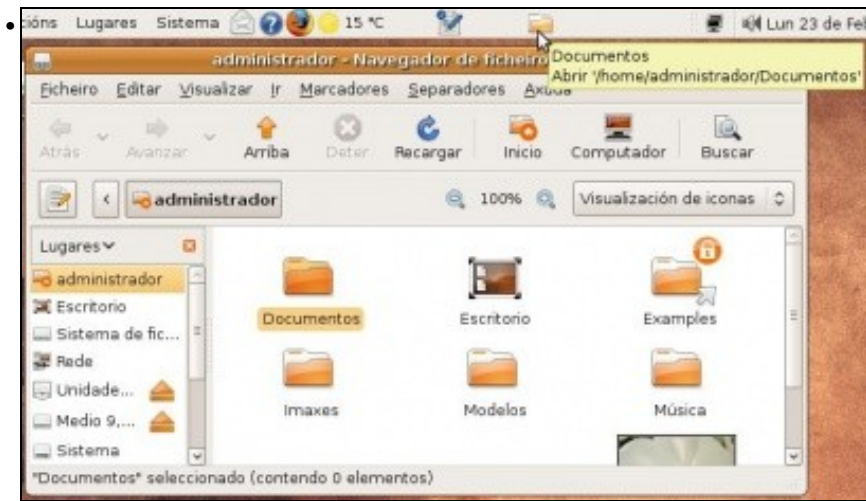 cións Lugares Sistema 15 °C Lun 23 de Feb
administrador - Navegador de ficheiro
Documentos
Abrir '/home/administrador/Documentos'
Ficheiro Editar Visualizar Ir Marcadores Separadores Axuda
Atrás Avanzar Arriba Deter Recargar Inicio Computador Buscar
administrador 100% Visualización de iconas
Lugares
administrador
Escritorio
Sistema de fic...
Rede
Unidade...
Medio 9,...
Sistema
Documentos Escritorio Examples
Imaxes Modelos Música
"Documentos" seleccionado (contendo 0 elementos)